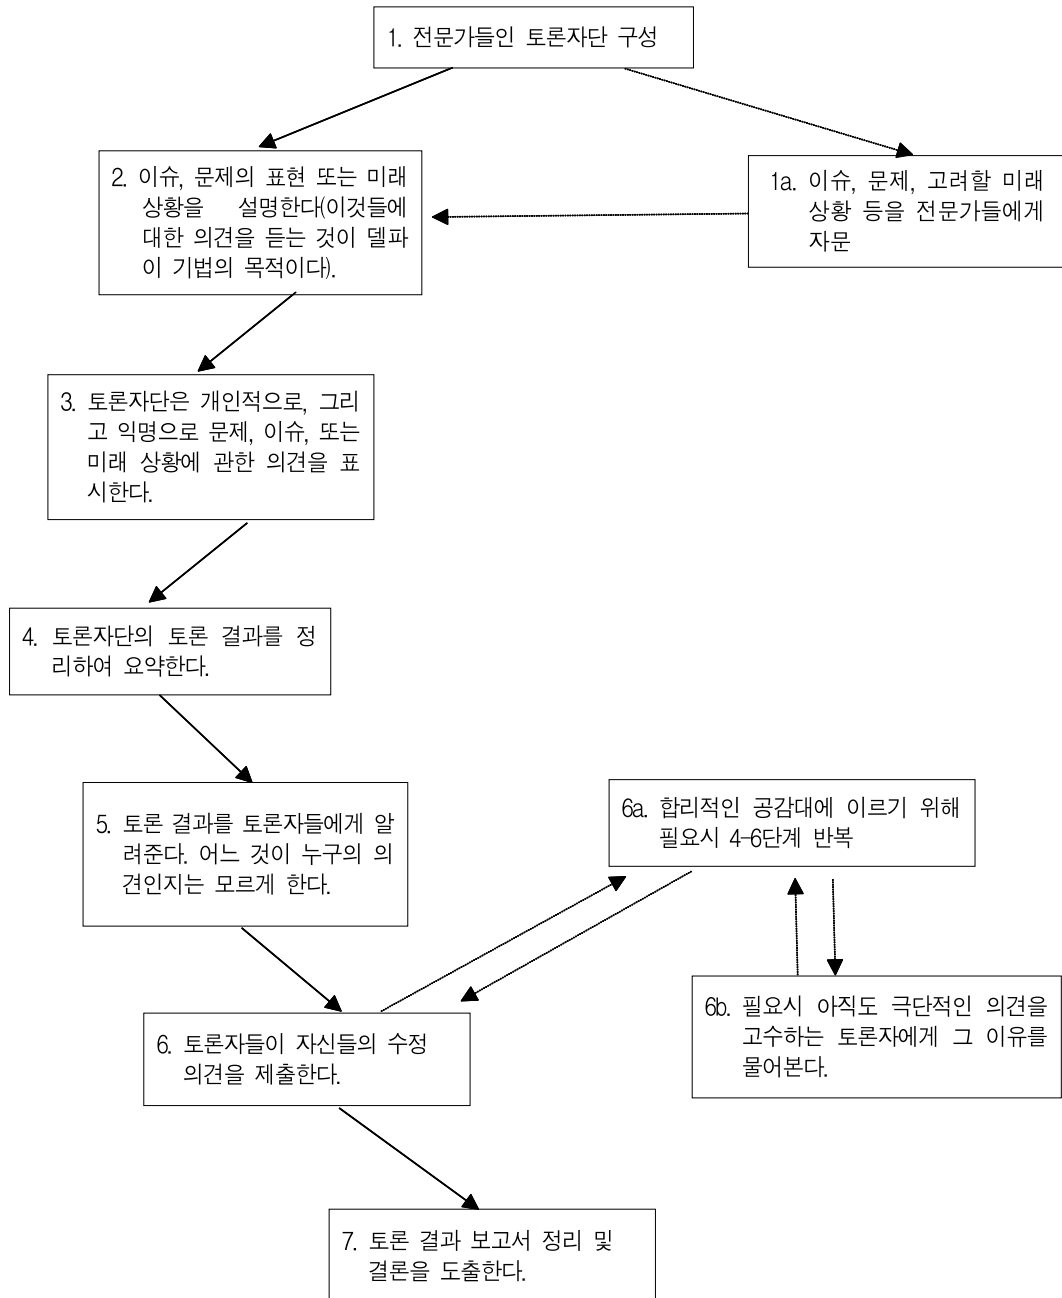 1. 전문가들인 토론자단 구성
2. 이슈, 문제의 표현 또는 미래
상황을 설명한다(이것들에
대한 의견을 듣는 것이 델파
이 기법의 목적이다).
1a. 이슈, 문제, 고려할 미래
상황 등을 전문가들에게
자문
3. 토론자단은 개인적으로, 그리
고 익명으로 문제, 이슈, 또는
미래 상황에 관한 의견을 표
시한다.
4. 토론자단의 토론 결과를 정
리하여 요약한다.
5. 토론 결과를 토론자들에게 알
려준다. 어느 것이 누구의 의
견인지는 모르게 한다.
6a. 합리적인 공감대에 이르기 위해
필요시 4-6단계 반복
6b. 필요시 아직도 극단적인 의견을
고수하는 토론자에게 그 이유를
물어본다.
6. 토론자들이 자신들의 수정
의견을 제출한다.
7. 토론 결과 보고서 정리 및
결론을 도출한다.